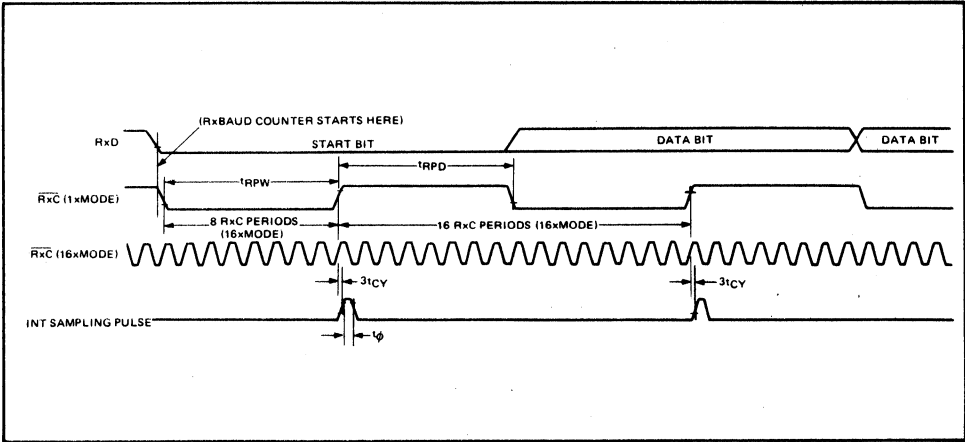 (RxBAUD COUNTER STARTS HERE)
RxD
START BIT
DATA BIT
DATA BIT
tRPD
tRPW
RxC (1xMODE)
8 RxC PERIODS
(16xMODE)
16 RxC PERIODS (16xMODE)
RxC (16xMODE)
3tCY
3tCY
INT SAMPLING PULSE
tϕ